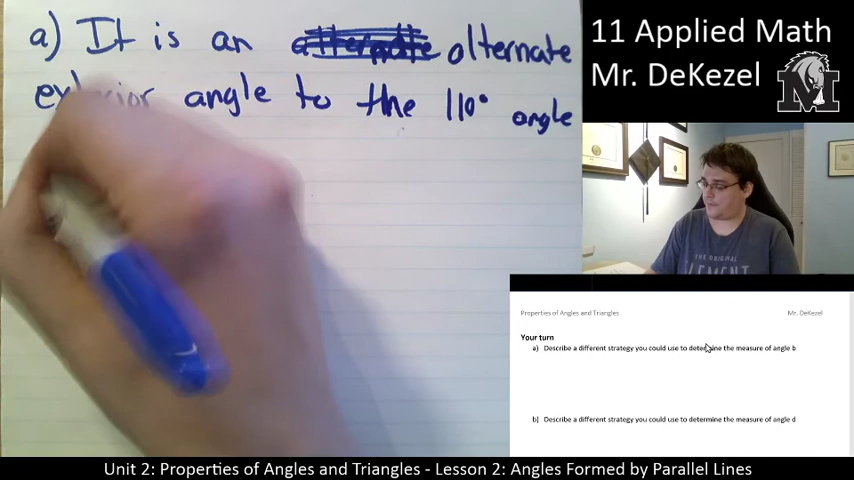 a) It is an alternate
exterior angle to the 110° angle
11 Applied Math
Mr. DeKezel
M
THE ORIGINAL
Properties of Angles and Triangles Mr. DeKezel
Your turn
a) Describe a different strategy you could use to determine the measure of angle b
b) Describe a different strategy you could use to determine the measure of angle d
Unit 2: Properties of Angles and Triangles - Lesson 2: Angles Formed by Parallel Lines